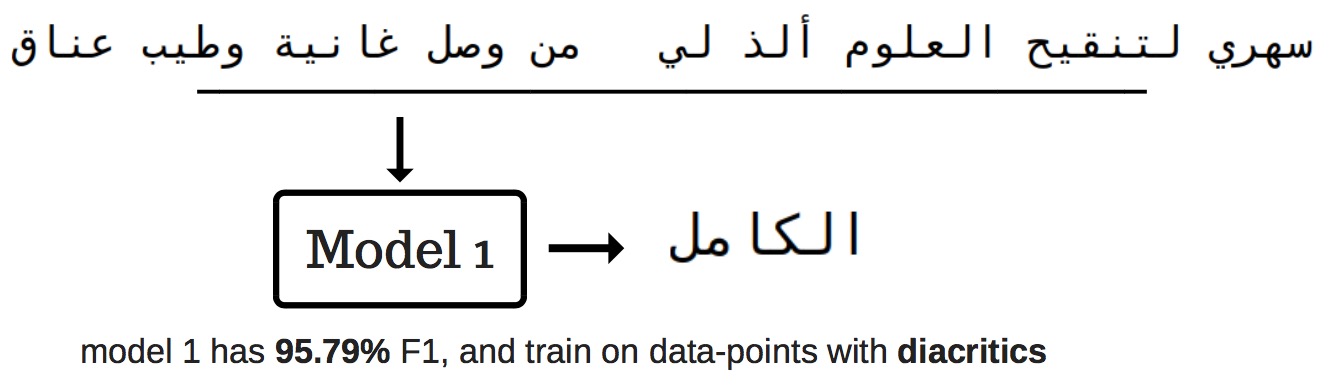 سهري لتنقيح العلوم ألذ لي من وصل غانية وطيب عناق
Model 1
الكامل
model 1 has 95.79% F1, and train on data-points with diacritics